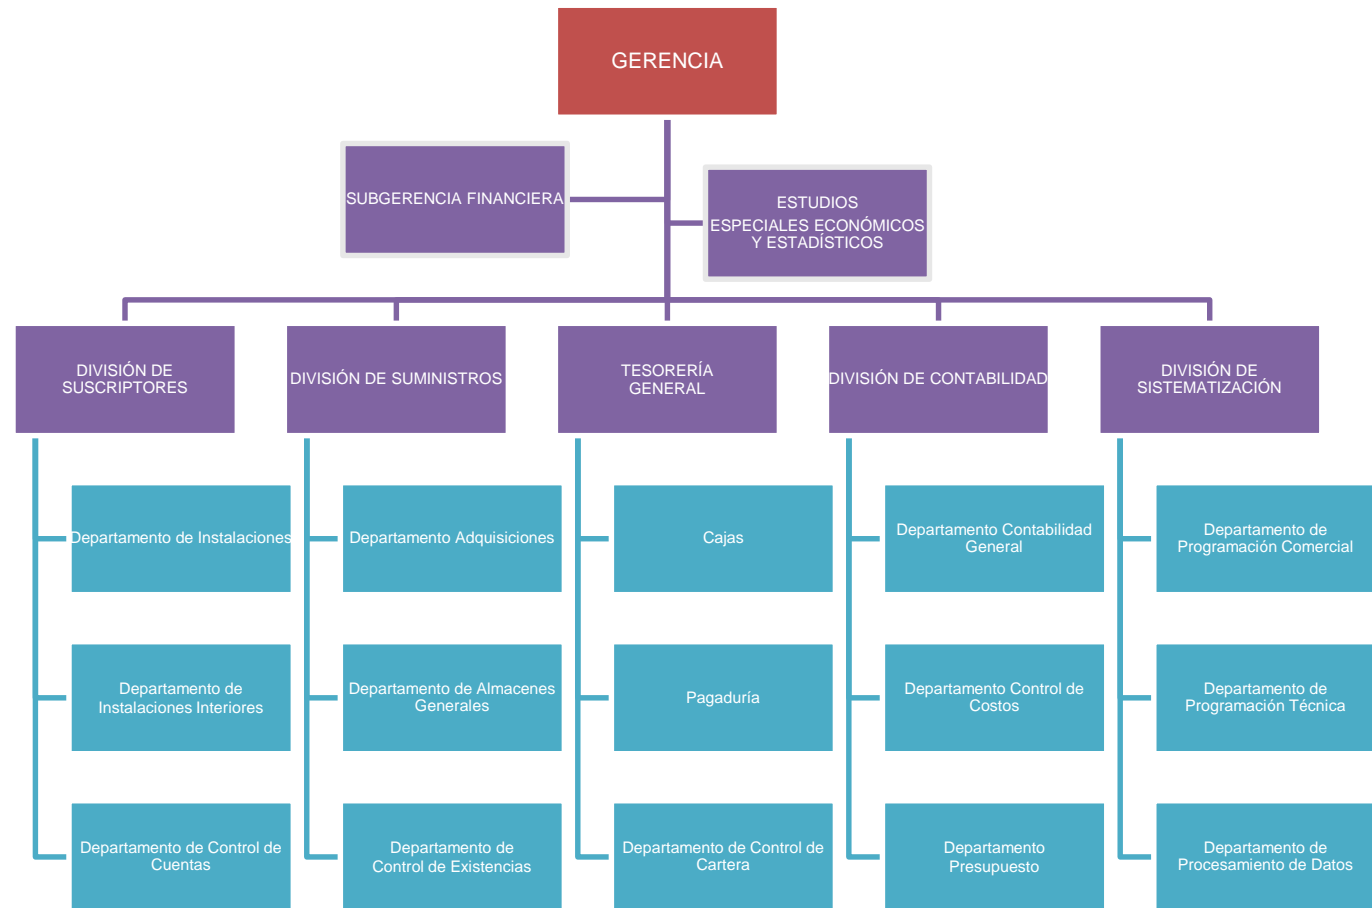 GERENCIA
SUBGERENCIA FINANCIERA
ESTUDIOS
ESPECIALES ECONÓMICOS
Y ESTADÍSTICOS
DIVISIÓN DE
SUSCRIPTORES
DIVISIÓN DE SUMINISTROS
TESORERÍA
GENERAL
DIVISIÓN DE CONTABILIDAD
DIVISIÓN DE
SISTEMATIZACIÓN
Departamento de Instalaciones
Departamento Adquisiciones
Cajas
Departamento Contabilidad
General
Departamento de
Programación Comercial
Departamento de
Instalaciones Interiores
Departamento de Almacenes
Generales
Pagaduría
Departamento Control de
Costos
Departamento de
Programación Técnica
Departamento de Control de
Cuentas
Departamento de
Control de Existencias
Departamento de Control de
Cartera
Departamento
Presupuesto
Departamento de
Procesamiento de Datos